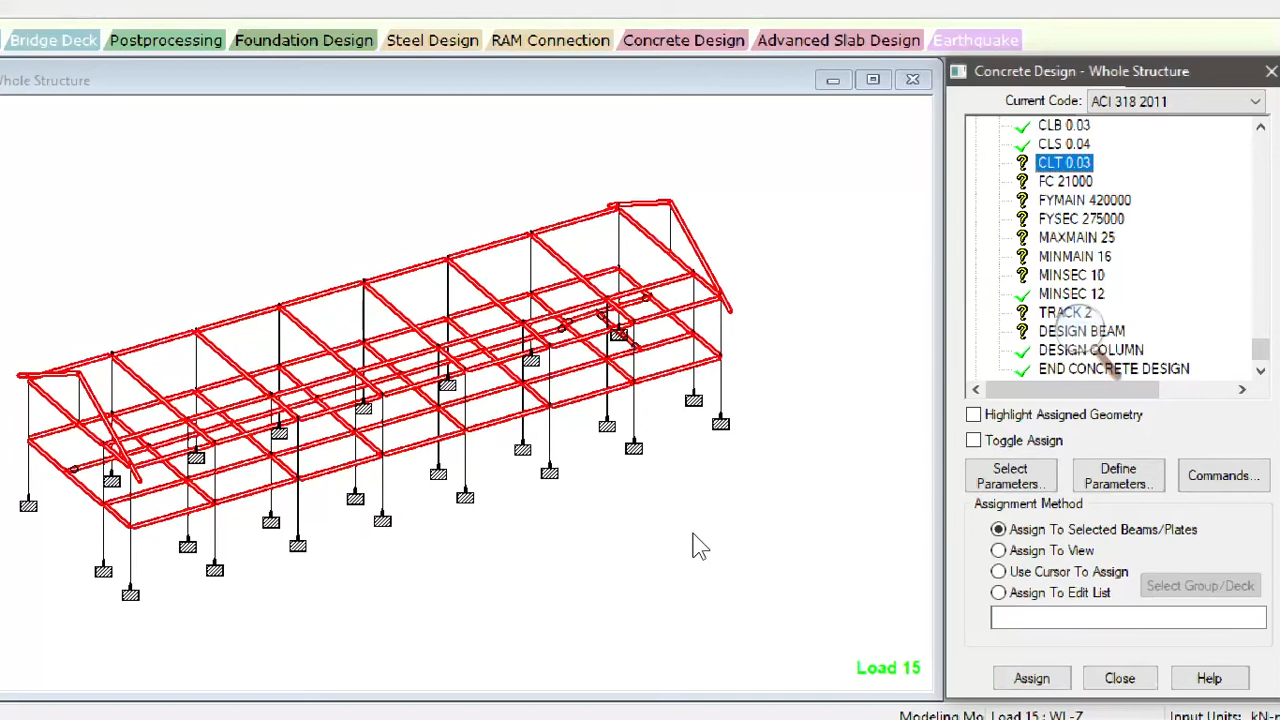 Bridge Deck Postprocessing Foundation Design Steel Design RAM Connection Concrete Design Advanced Slab Design Earthquake
hole Structure
Concrete Design - Whole Structure
Current Code: ACI 318 2011
CLB 0.03
CLS 0.04
CLT 0.03
FC 21000
FYMAIN 420000
FYSEC 275000
MAXMAIN 25
MINMAIN 16
MINSEC 10
MINSEC 12
TRACK 2
DESIGN BEAM
DESIGN COLUMN
END CONCRETE DESIGN
Highlight Assigned Geometry
Toggle Assign
Select Parameters..
Define Parameters..
Commands...
Assignment Method
Assign To Selected Beams/Plates
Assign To View
Use Cursor To Assign
Select Group/Deck
Assign To Edit List
Load 15
Assign Close Help
Modeling Mo Load 15 : WL-Z Input Units: kN-